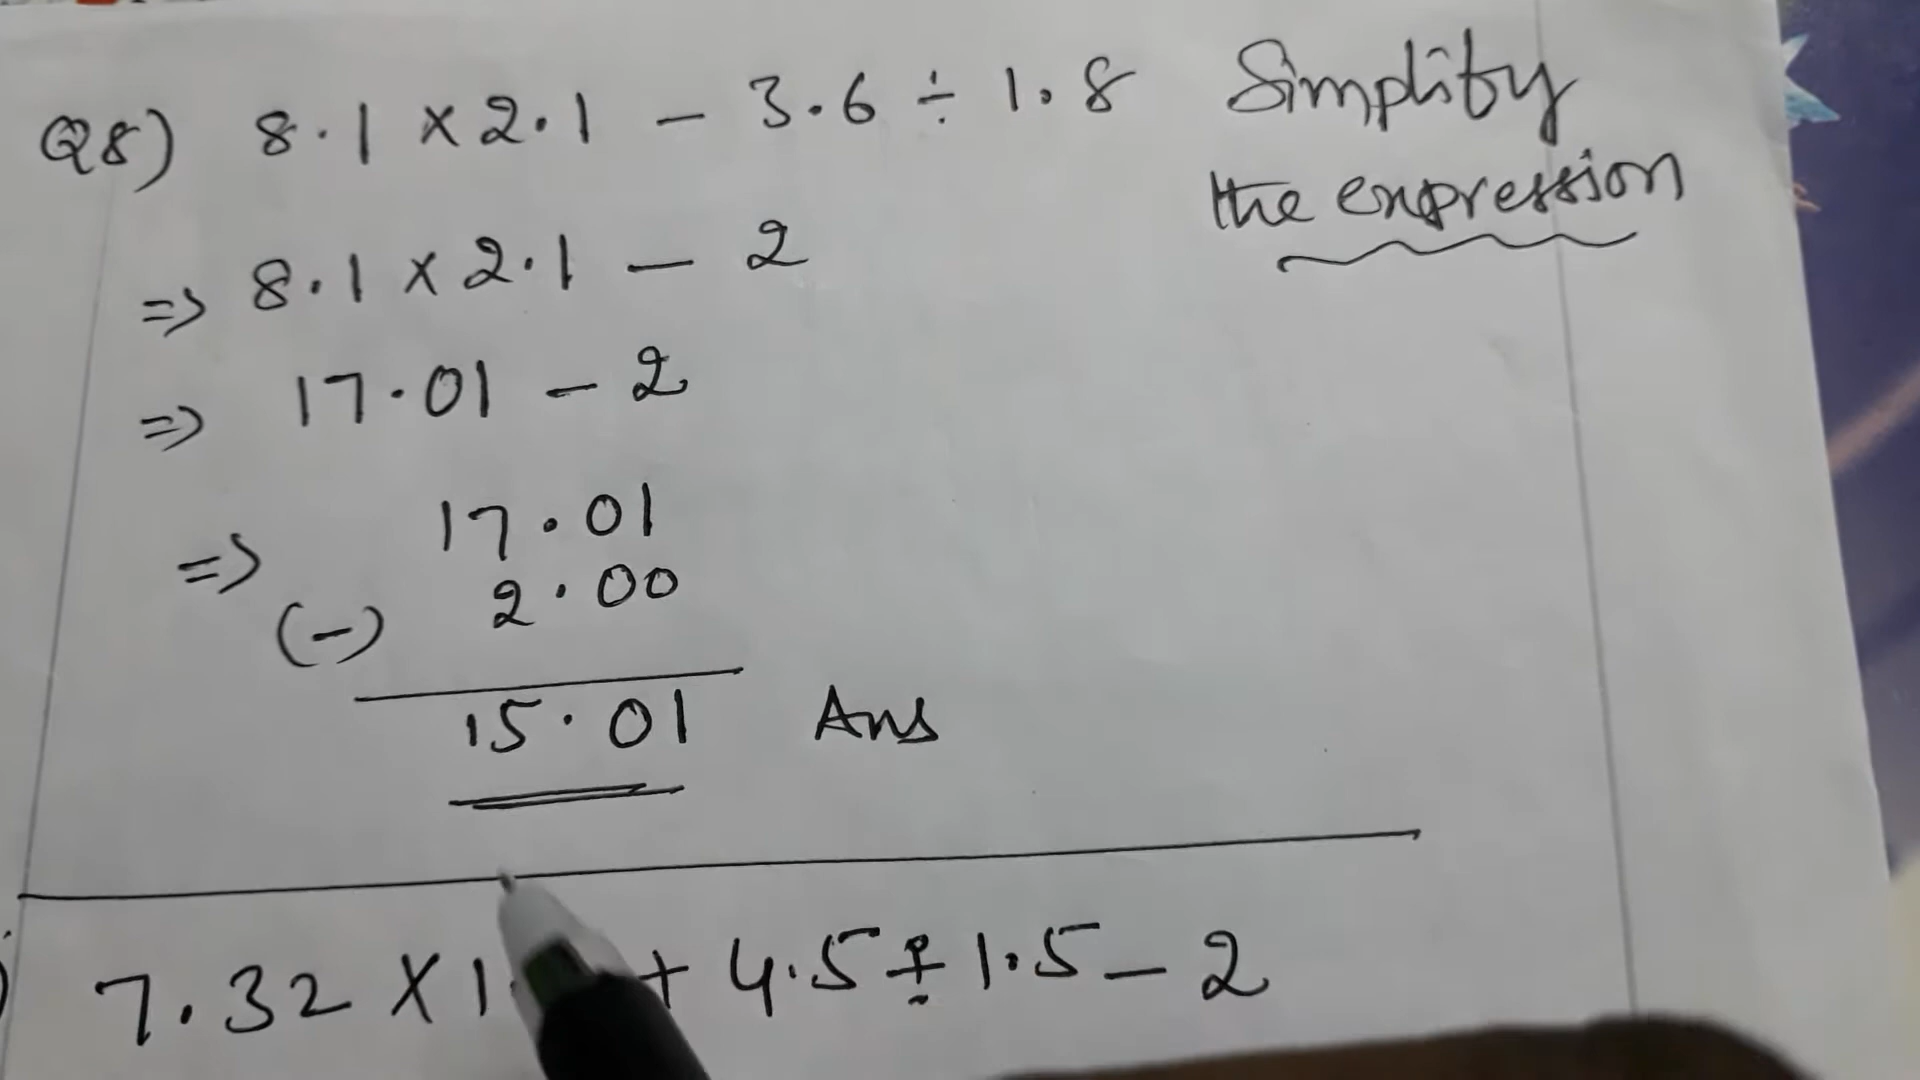 Q8) 8.1 × 2.1 - 3.6 ÷ 1.8 Simplify
the expression
=> 8.1 × 2.1 - 2
=> 17.01 - 2
=> 17.01
(-) 2.00
15.01 Ans
7.32 × 1. + 4.5 ÷ 1.5 - 2